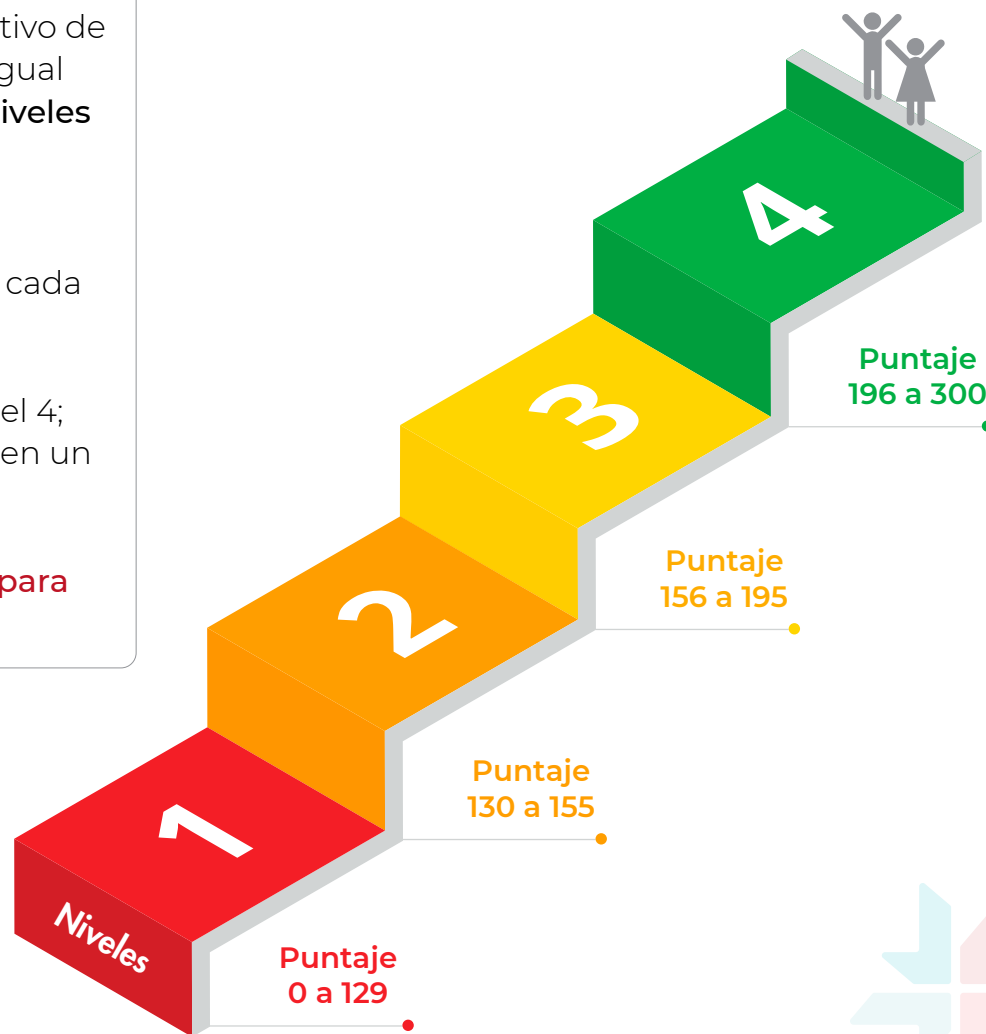 tivo de
gual
iveles
cada
el 4;
en un
para
4
Puntaje
196 a 300
3
Puntaje
156 a 195
2
Puntaje
130 a 155
1
Niveles
Puntaje
0 a 129